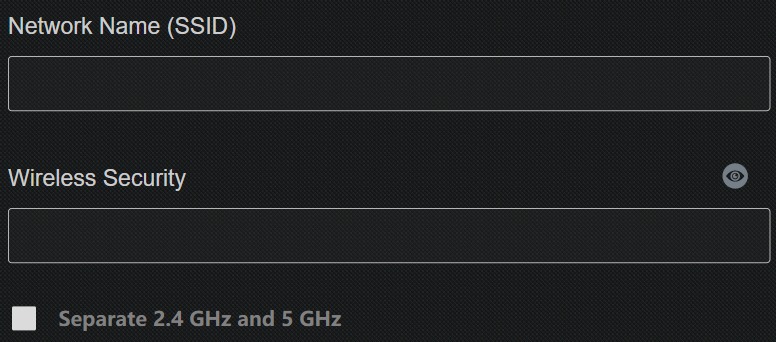 Network Name (SSID)
Wireless Security
Separate 2.4 GHz and 5 GHz